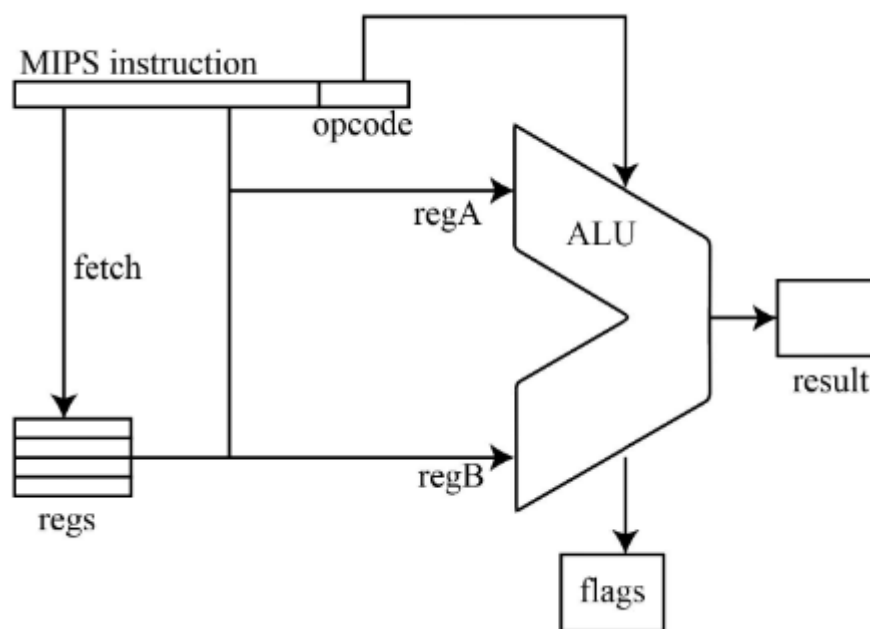 MIPS instruction
opcode
regA
ALU
fetch
result
regB
regs
flags